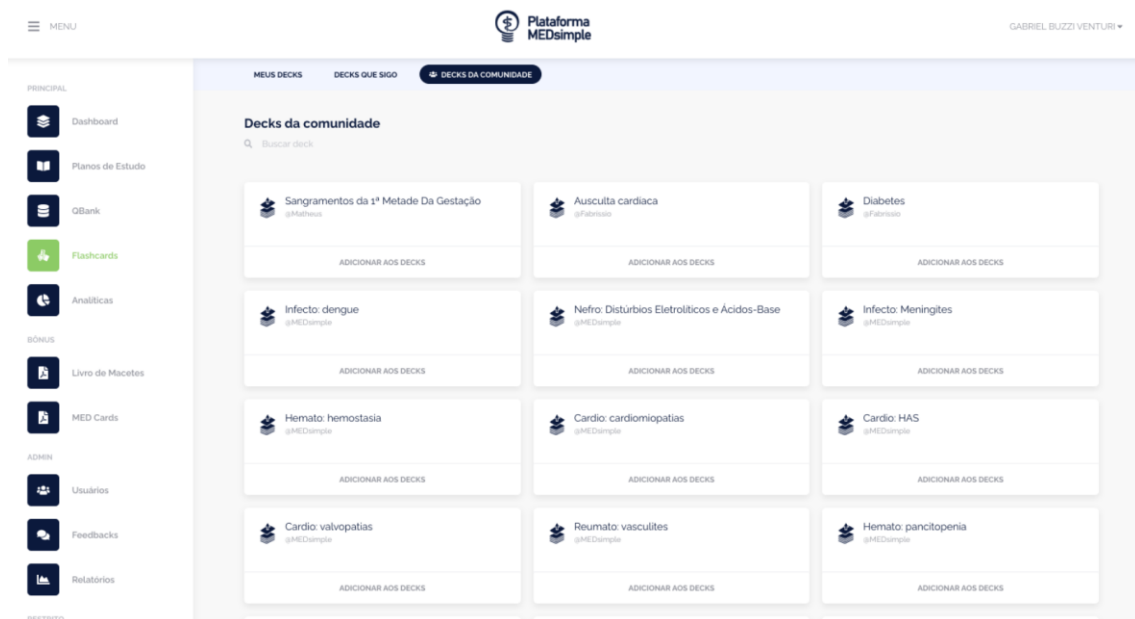 MENU
Plataforma
MEDsimple
GABRIEL BUZZI VENTURI
MEUS DECKS
DECKS QUE SIGO
DECKS DA COMUNIDADE
PRINCIPAL
Dashboard
Planos de Estudo
QBank
Flashcards
Analíticas
BÔNUS
Livro de Macetes
MED Cards
ADMIN
Usuários
Feedbacks
Relatórios
RESTRITO
Decks da comunidade
Buscar deck
Sangramentos da 1ª Metade Da Gestação
@Matheus
ADICIONAR AOS DECKS
Ausculta cardiaca
@Fabrissio
ADICIONAR AOS DECKS
Diabetes
@Fabrissio
ADICIONAR AOS DECKS
Infecto: dengue
@MEDsimple
ADICIONAR AOS DECKS
Nefro: Distúrbios Eletrolíticos e Ácidos-Base
@MEDsimple
ADICIONAR AOS DECKS
Infecto: Meningites
@MEDsimple
ADICIONAR AOS DECKS
Hemato: hemostasia
@MEDsimple
ADICIONAR AOS DECKS
Cardio: cardiomiopatias
@MEDsimple
ADICIONAR AOS DECKS
Cardio: HAS
@MEDsimple
ADICIONAR AOS DECKS
Cardio: valvopatias
@MEDsimple
ADICIONAR AOS DECKS
Reumato: vasculites
@MEDsimple
ADICIONAR AOS DECKS
Hemato: pancitopenia
@MEDsimple
ADICIONAR AOS DECKS